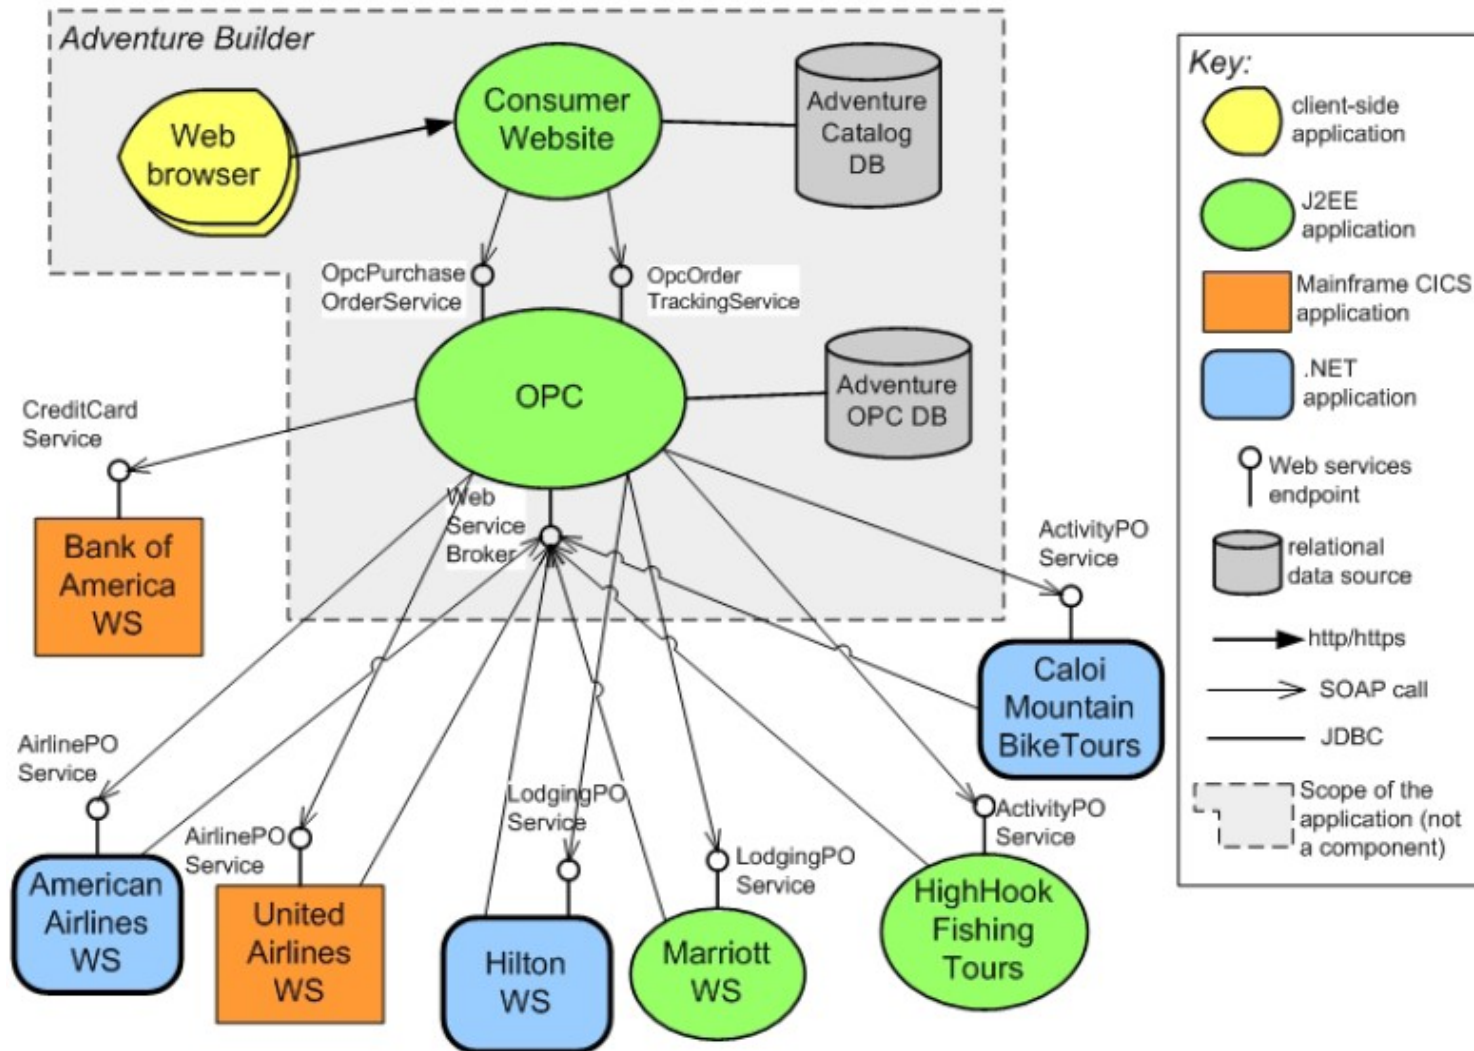 Adventure Builder
Web
browser
Consumer
Website
Adventure
Catalog
DB
OpcPurchase
OrderService
OpcOrder
TrackingService
OPC
Adventure
OPC DB
CreditCard
Service
Bank of
America
WS
Web
Service
Broker
ActivityPO
Service
Caloi
Mountain
BikeTours
AirlinePO
Service
American
Airlines
WS
AirlinePO
Service
United
Airlines
WS
LodgingPO
Service
Hilton
WS
LodgingPO
Service
Marriott
WS
ActivityPO
Service
HighHook
Fishing
Tours
Key:
client-side
application
J2EE
application
Mainframe CICS
application
.NET
application
Web services
endpoint
relational
data source
http/https
SOAP call
JDBC
Scope of the
application (not
a component)